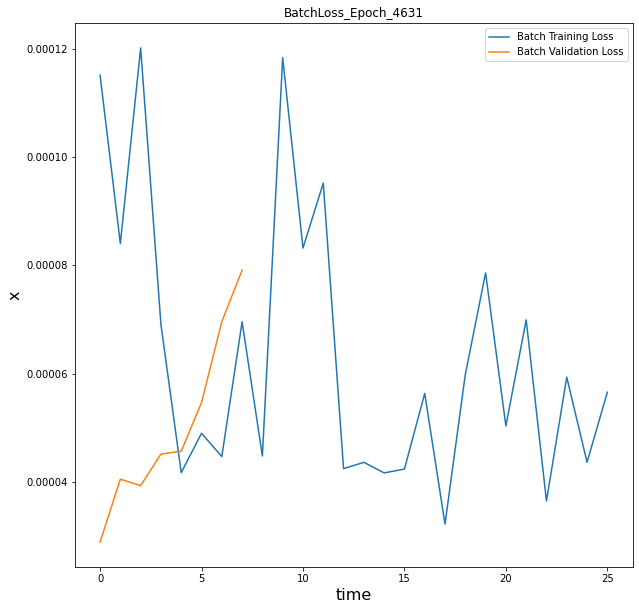 BatchLoss_Epoch_4631
Batch Training Loss
Batch Validation Loss
0.00012
0.00010
0.00008
0.00006
0.00004
x
0 5 10 15 20 25
time